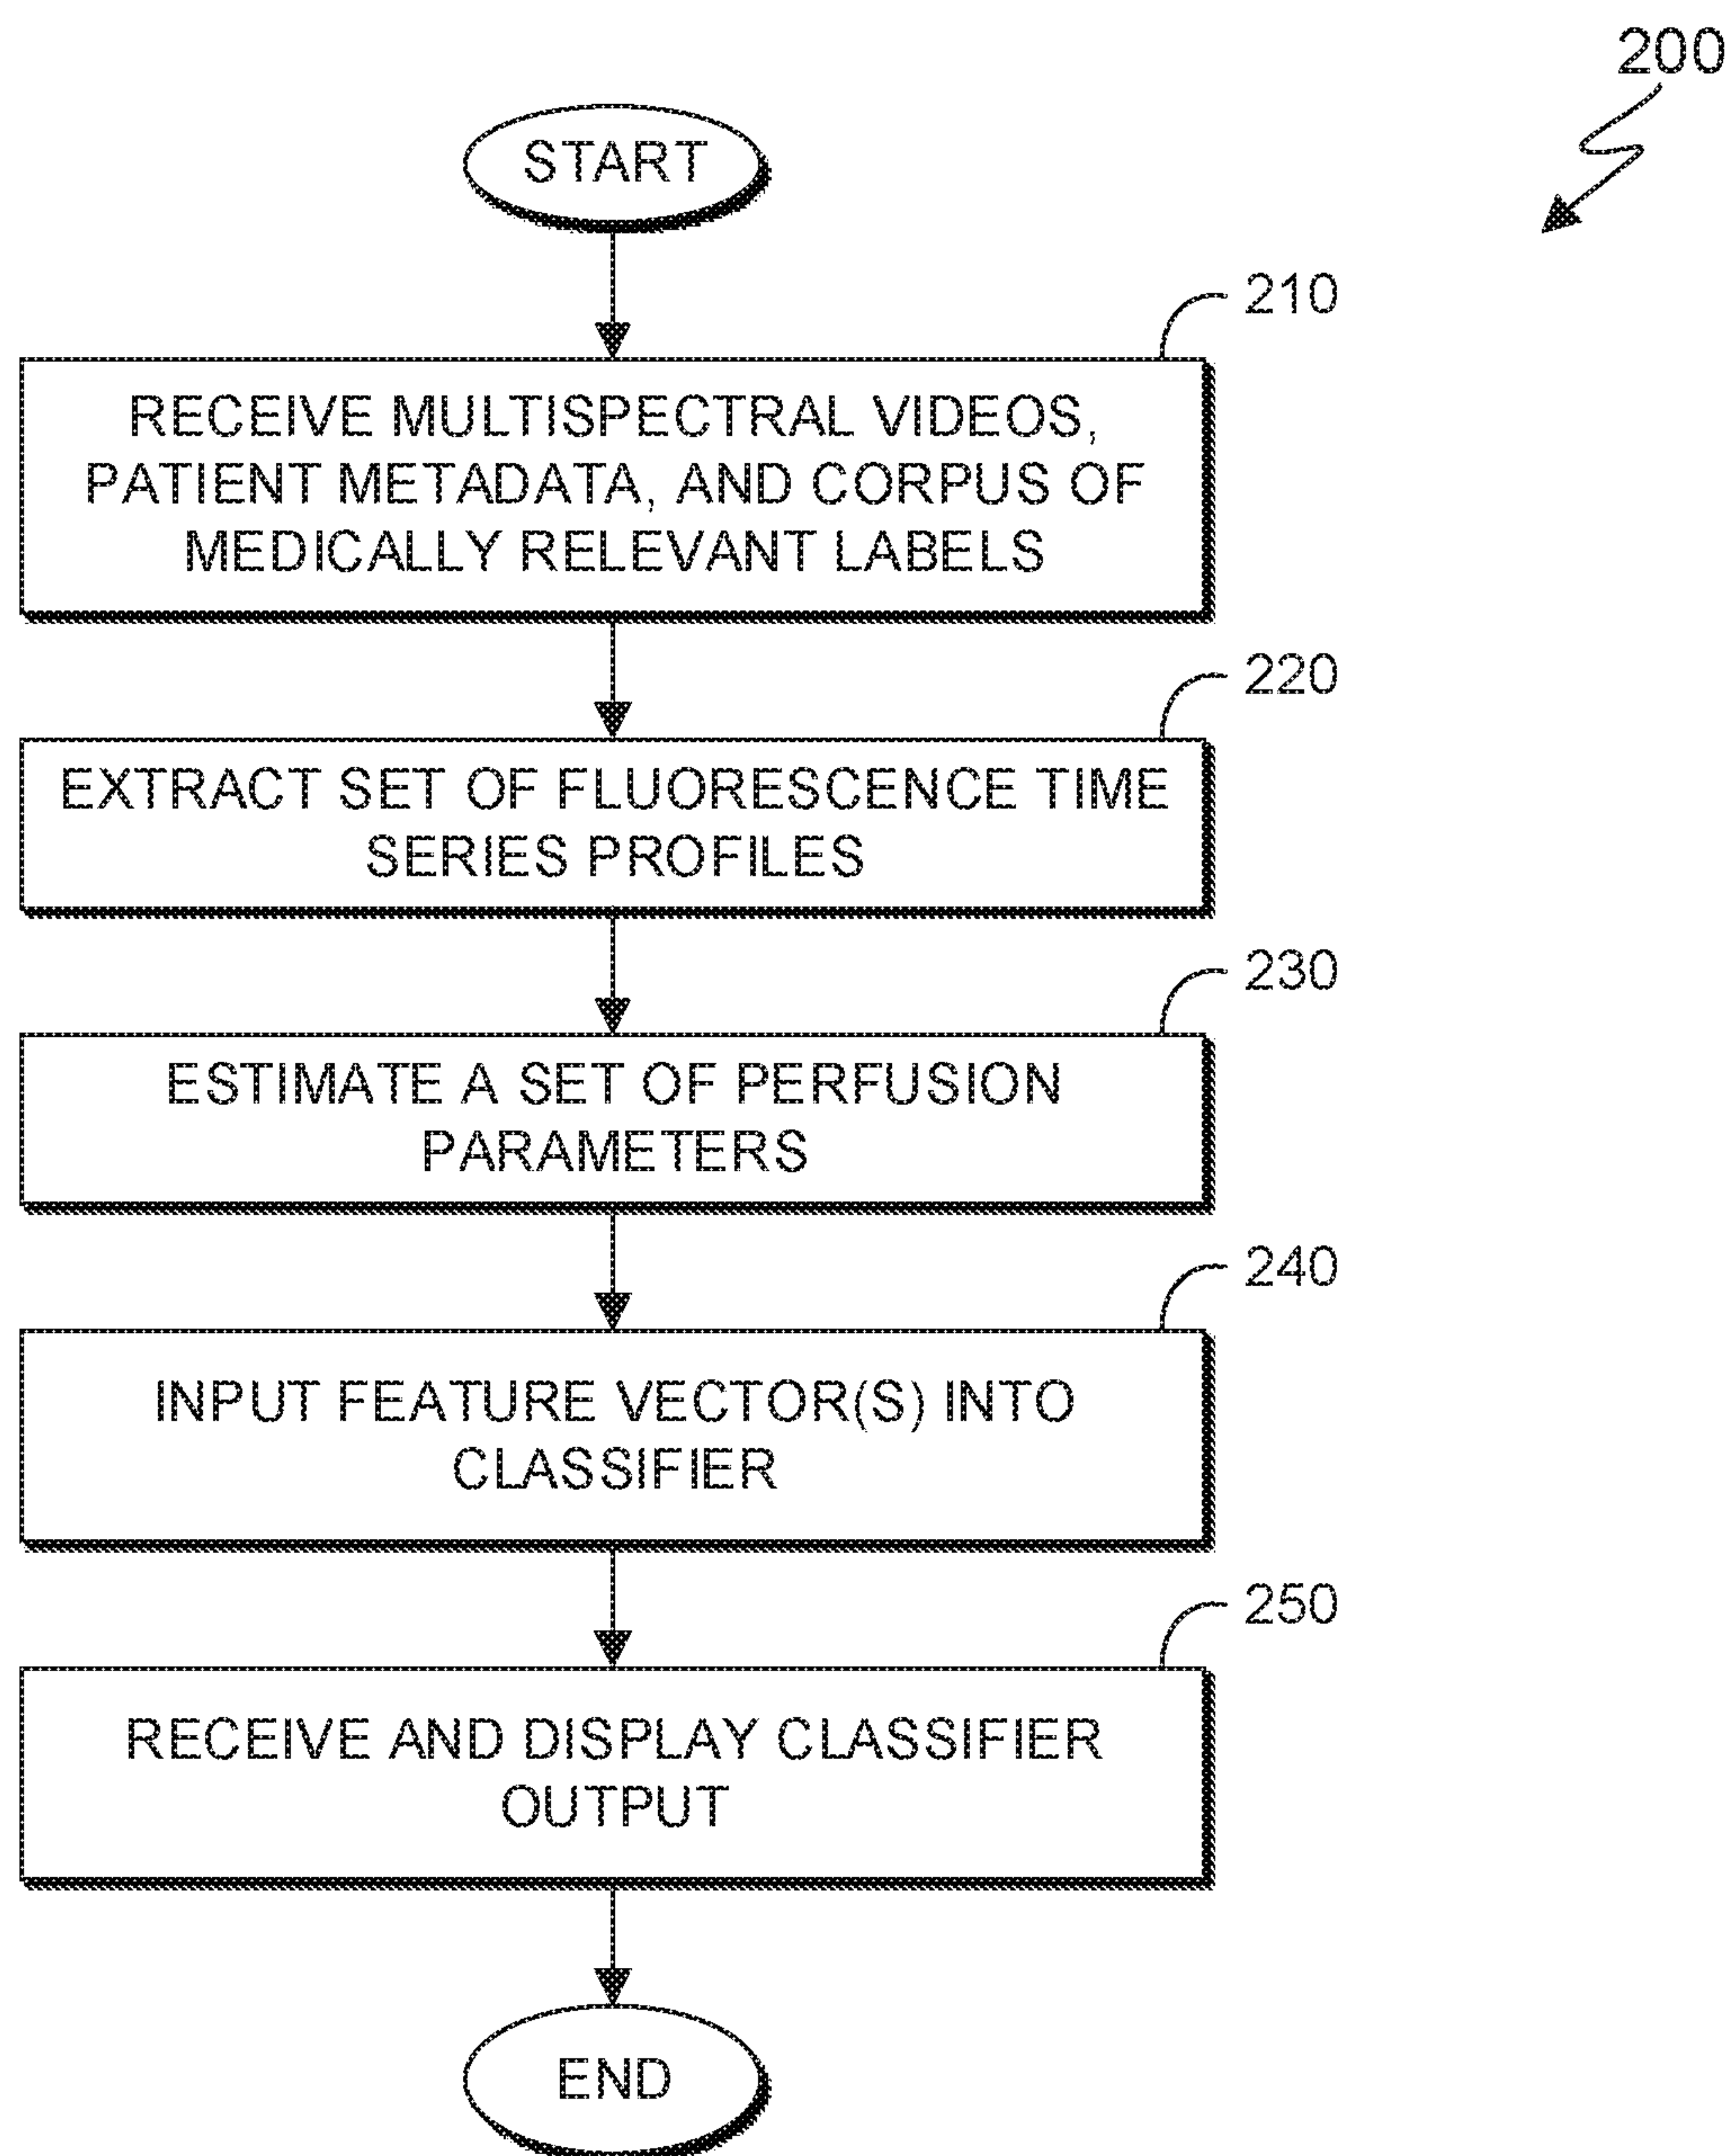 200
START
210
RECEIVE MULTISPECTRAL VIDEOS,
PATIENT METADATA, AND CORPUS OF
MEDICALLY RELEVANT LABELS
220
EXTRACT SET OF FLUORESCENCE TIME
SERIES PROFILES
230
ESTIMATE A SET OF PERFUSION
PARAMETERS
240
INPUT FEATURE VECTOR(S) INTO
CLASSIFIER
250
RECEIVE AND DISPLAY CLASSIFIER
OUTPUT
END